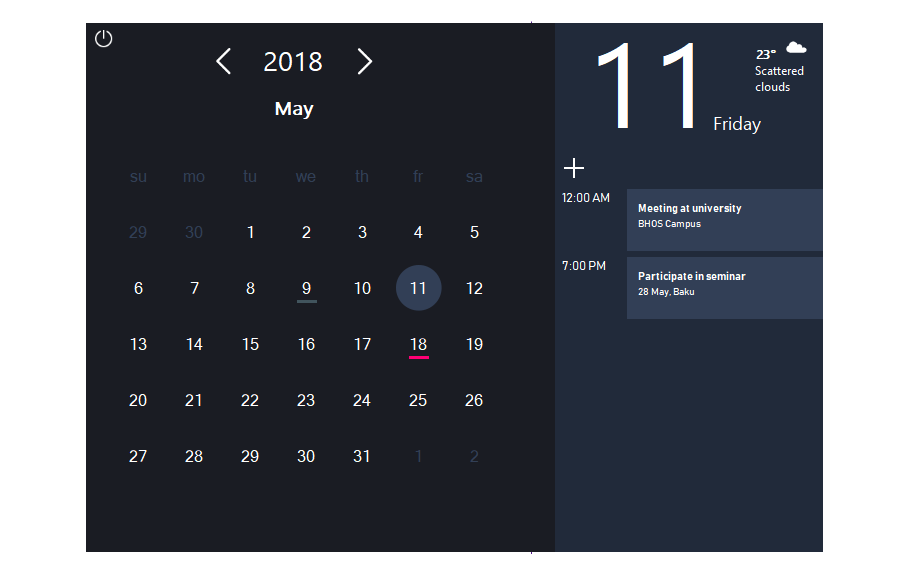 2018
May
su mo tu we th fr sa
29 30 1 2 3 4 5
6 7 8 9 10 11 12
13 14 15 16 17 18 19
20 21 22 23 24 25 26
27 28 29 30 31 1 2
11
Friday
23°
Scattered
clouds
12:00 AM
Meeting at university
BHOS Campus
7:00 PM
Participate in seminar
28 May, Baku